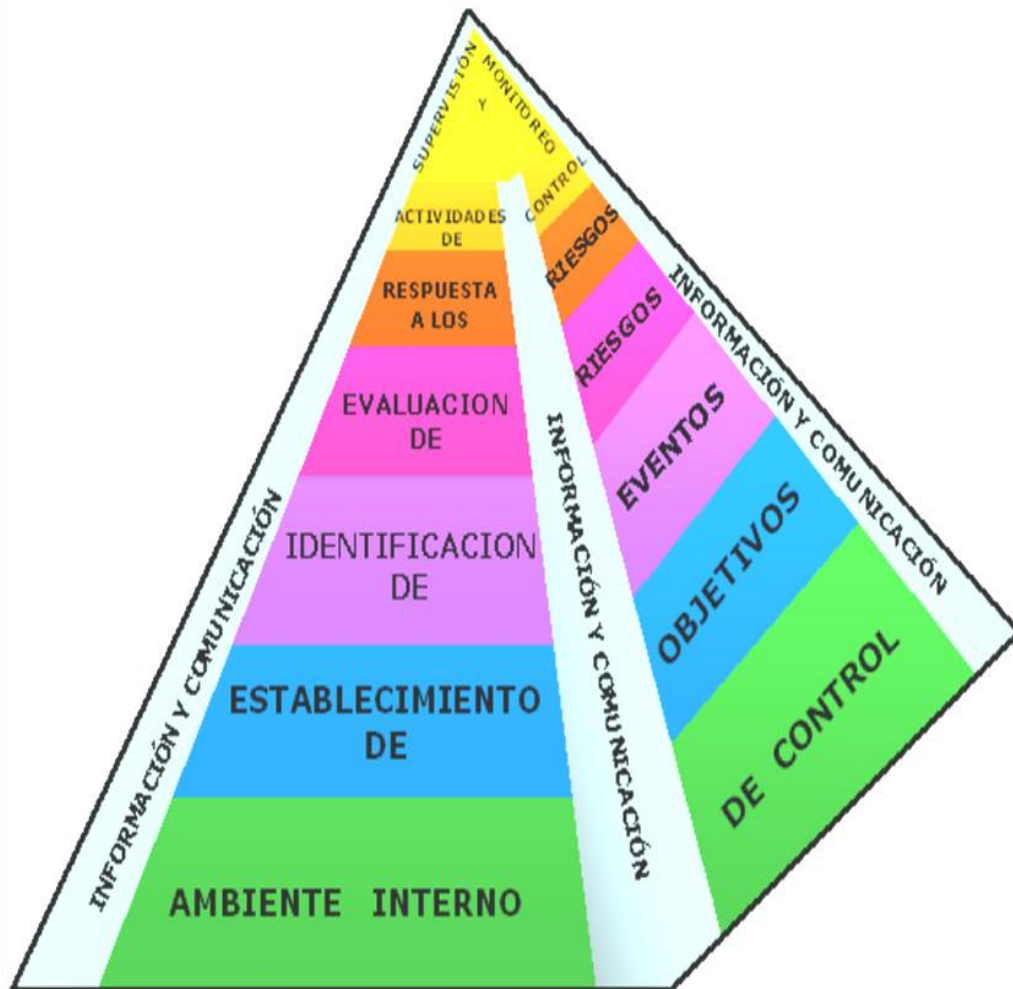 SUPERVISIÓN
Y
MONITOREO
ACTIVIDADES
DE
CONTROL
RESPUESTA
A LOS
RIESGOS
EVALUACION
DE
RIESGOS
IDENTIFICACION
DE
EVENTOS
ESTABLECIMIENTO
DE
OBJETIVOS
AMBIENTE INTERNO
DE CONTROL
INFORMACIÓN Y COMUNICACIÓN
INFORMACIÓN Y COMUNICACIÓN
INFORMACIÓN Y COMUNICACIÓN